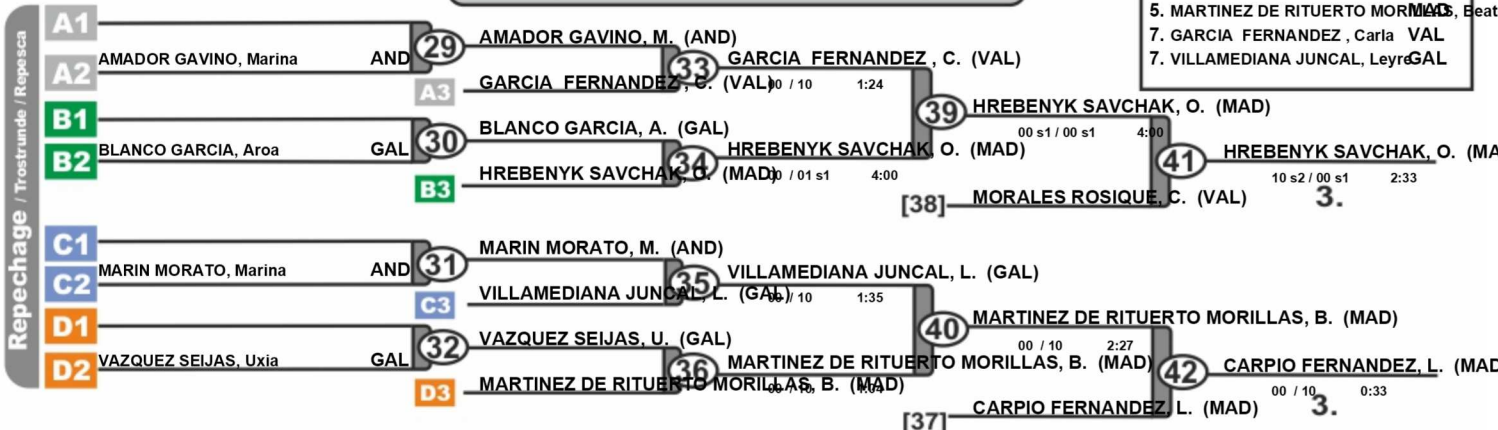 5. MARTINEZ DE RITUERTO MORILLAS, Beat MAD
7. GARCIA FERNANDEZ , Carla VAL
7. VILLAMEDIANA JUNCAL, Leyre GAL
Repechage / Trostrunde / Repesca
A1
A2 AMADOR GAVINO, Marina AND
29
AMADOR GAVINO, M. (AND)
A3 GARCIA FERNANDEZ , C. (VAL)
33
GARCIA FERNANDEZ , C. (VAL)
00 / 10 1:24
B1
B2 BLANCO GARCIA, Aroa GAL
30
BLANCO GARCIA, A. (GAL)
B3 HREBENYK SAVCHAK, O. (MAD)
34
HREBENYK SAVCHAK, O. (MAD)
00 / 01 s1 4:00
39
HREBENYK SAVCHAK, O. (MAD)
00 s1 / 00 s1 4:00
[38] MORALES ROSIQUE, C. (VAL)
41
HREBENYK SAVCHAK, O. (MA
10 s2 / 00 s1 2:33
3.
C1
C2 MARIN MORATO, Marina AND
31
MARIN MORATO, M. (AND)
C3 VILLAMEDIANA JUNCAL, L. (GAL)
35
VILLAMEDIANA JUNCAL, L. (GAL)
00 / 10 1:35
D1
D2 VAZQUEZ SEIJAS, Uxia GAL
32
VAZQUEZ SEIJAS, U. (GAL)
D3 MARTINEZ DE RITUERTO MORILLAS, B. (MAD)
36
MARTINEZ DE RITUERTO MORILLAS, B. (MAD)
40
MARTINEZ DE RITUERTO MORILLAS, B. (MAD)
00 / 10 2:27
[37] CARPIO FERNANDEZ, L. (MAD)
42
CARPIO FERNANDEZ, L. (MAD
00 / 10 0:33
3.